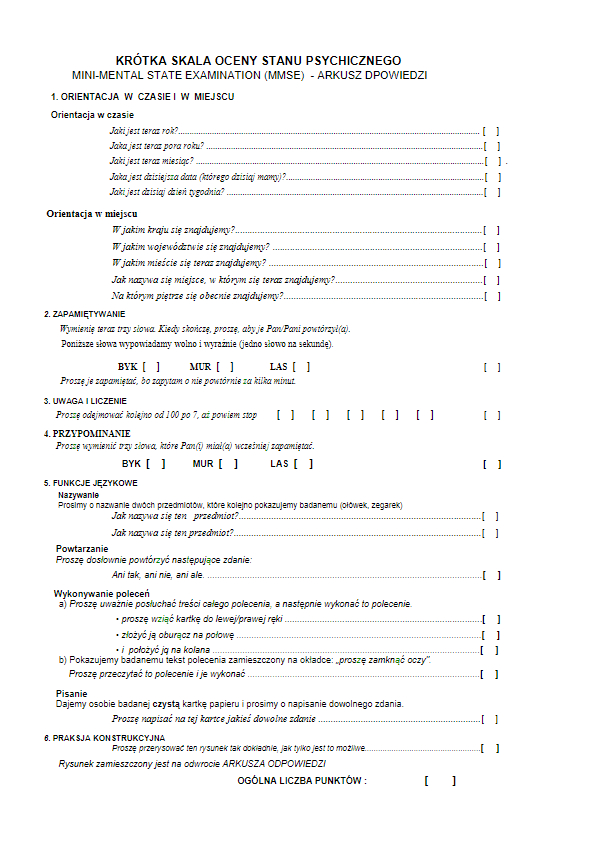 KRÓTKA SKALA OCENY STANU PSYCHICZNEGO
MINI-MENTAL STATE EXAMINATION (MMSE) - ARKUSZ DPOWIEDZI
1. ORIENTACJA W CZASIE I W MIEJSCU
Orientacja w czasie
Jaki jest teraz rok?.......... [ ]
Jaka jest teraz pora roku? .......... [ ]
Jaki jest teraz miesiąc? .......... [ ] .
Jaka jest dzisiejsza data (którego dzisiaj mamy)?.......... [ ]
Jaki jest dzisiaj dzień tygodnia? .......... [ ]
Orientacja w miejscu
W jakim kraju się znajdujemy?.......... [ ]
W jakim województwie się znajdujemy? .......... [ ]
W jakim mieście się teraz znajdujemy? .......... [ ]
Jak nazywa się miejsce, w którym się teraz znajdujemy?.......... [ ]
Na którym piętrze się obecnie znajdujemy?.......... [ ]
2. ZAPAMIĘTYWANIE
Wymienię teraz trzy słowa. Kiedy skończę, proszę, aby je Pan/Pani powtórzył(a).
Poniższe słowa wypowiadamy wolno i wyraźnie (jedno słowo na sekundę).
BYK [ ] MUR [ ] LAS [ ] [ ]
Proszę je zapamiętać, bo zapytam o nie powtórnie za kilka minut.
3. UWAGA I LICZENIE
Proszę odejmować kolejno od 100 po 7, aż powiem stop [ ] [ ] [ ] [ ] [ ] [ ]
4. PRZYPOMINANIE
Proszę wymienić trzy słowa, które Pan(i) miał(a) wcześniej zapamiętać.
BYK [ ] MUR [ ] LAS [ ] [ ]
5. FUNKCJE JĘZYKOWE
Nazywanie
Prosimy o nazwanie dwóch przedmiotów, które kolejno pokazujemy badanemu (ołówek, zegarek)
Jak nazywa się ten przedmiot?.......... [ ]
Jak nazywa się ten przedmiot?.......... [ ]
Powtarzanie
Proszę dosłownie powtórzyć następujące zdanie:
Ani tak, ani nie, ani ale. .......... [ ]
Wykonywanie poleceń
a) Proszę uważnie posłuchać treści całego polecenia, a następnie wykonać to polecenie.
• proszę wziąć kartkę do lewej/prawej ręki .......... [ ]
• złożyć ją oburącz na połowę .......... [ ]
• i położyć ją na kolana .......... [ ]
b) Pokazujemy badanemu tekst polecenia zamieszczony na okładce: „proszę zamknąć oczy".
Proszę przeczytać to polecenie i je wykonać .......... [ ]
Pisanie
Dajemy osobie badanej czystą kartkę papieru i prosimy o napisanie dowolnego zdania.
Proszę napisać na tej kartce jakieś dowolne zdanie .......... [ ]
6. PRAKSJA KONSTRUKCYJNA
Proszę przerysować ten rysunek tak dokładnie, jak tylko jest to możliwe.......... [ ]
Rysunek zamieszczony jest na odwrocie ARKUSZA ODPOWIEDZI
OGÓLNA LICZBA PUNKTÓW : [ ]